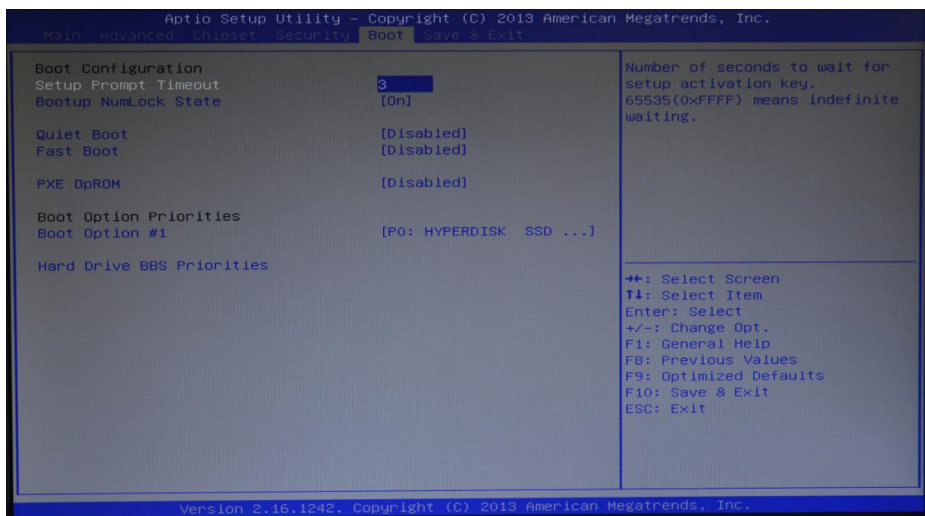 Aptio Setup Utility – Copyright (C) 2013 American Megatrends, Inc.
Main Advanced Chipset Security Boot Save & Exit
Boot Configuration
Setup Prompt Timeout 3
Bootup NumLock State [On]
Quiet Boot [Disabled]
Fast Boot [Disabled]
PXE OpROM [Disabled]
Boot Option Priorities
Boot Option #1 [P0: HYPERDISK SSD ...]
Hard Drive BBS Priorities
Number of seconds to wait for
setup activation key.
65535(0xFFFF) means indefinite
waiting.
→←: Select Screen
↑↓: Select Item
Enter: Select
+/-: Change Opt.
F1: General Help
F8: Previous Values
F9: Optimized Defaults
F10: Save & Exit
ESC: Exit
Version 2.16.1242. Copyright (C) 2013 American Megatrends, Inc.